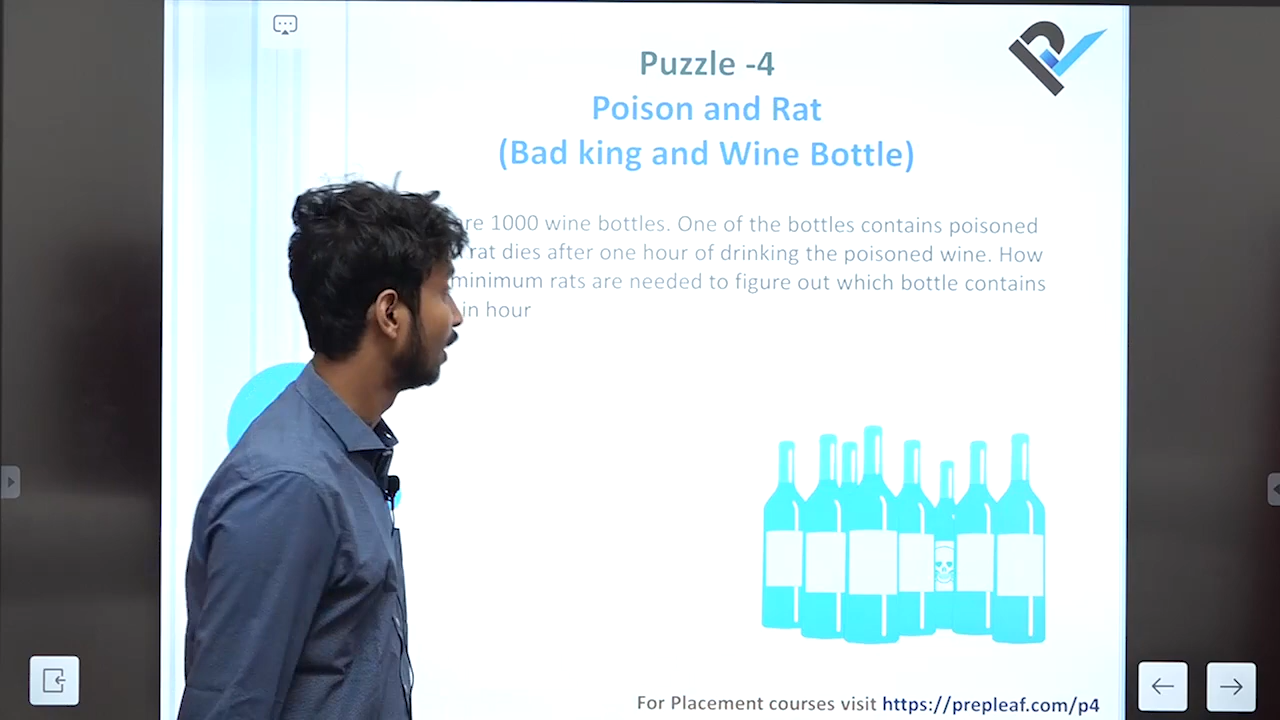 Puzzle -4
Poison and Rat
(Bad king and Wine Bottle)
re 1000 wine bottles. One of the bottles contains poisoned
rat dies after one hour of drinking the poisoned wine. How
minimum rats are needed to figure out which bottle contains
in hour
For Placement courses visit https://prepleaf.com/p4